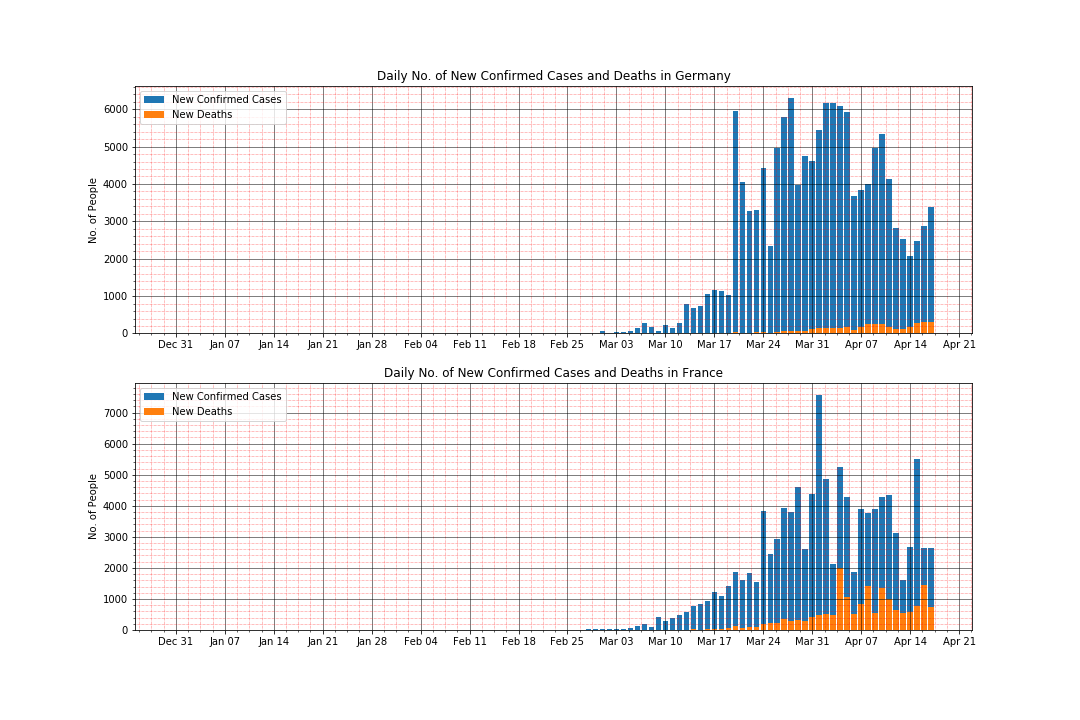 Daily No. of New Confirmed Cases and Deaths in Germany
New Confirmed Cases
New Deaths
No. of People
6000
5000
4000
3000
2000
1000
0
Dec 31 Jan 07 Jan 14 Jan 21 Jan 28 Feb 04 Feb 11 Feb 18 Feb 25 Mar 03 Mar 10 Mar 17 Mar 24 Mar 31 Apr 07 Apr 14 Apr 21
Daily No. of New Confirmed Cases and Deaths in France
New Confirmed Cases
New Deaths
No. of People
7000
6000
5000
4000
3000
2000
1000
0
Dec 31 Jan 07 Jan 14 Jan 21 Jan 28 Feb 04 Feb 11 Feb 18 Feb 25 Mar 03 Mar 10 Mar 17 Mar 24 Mar 31 Apr 07 Apr 14 Apr 21